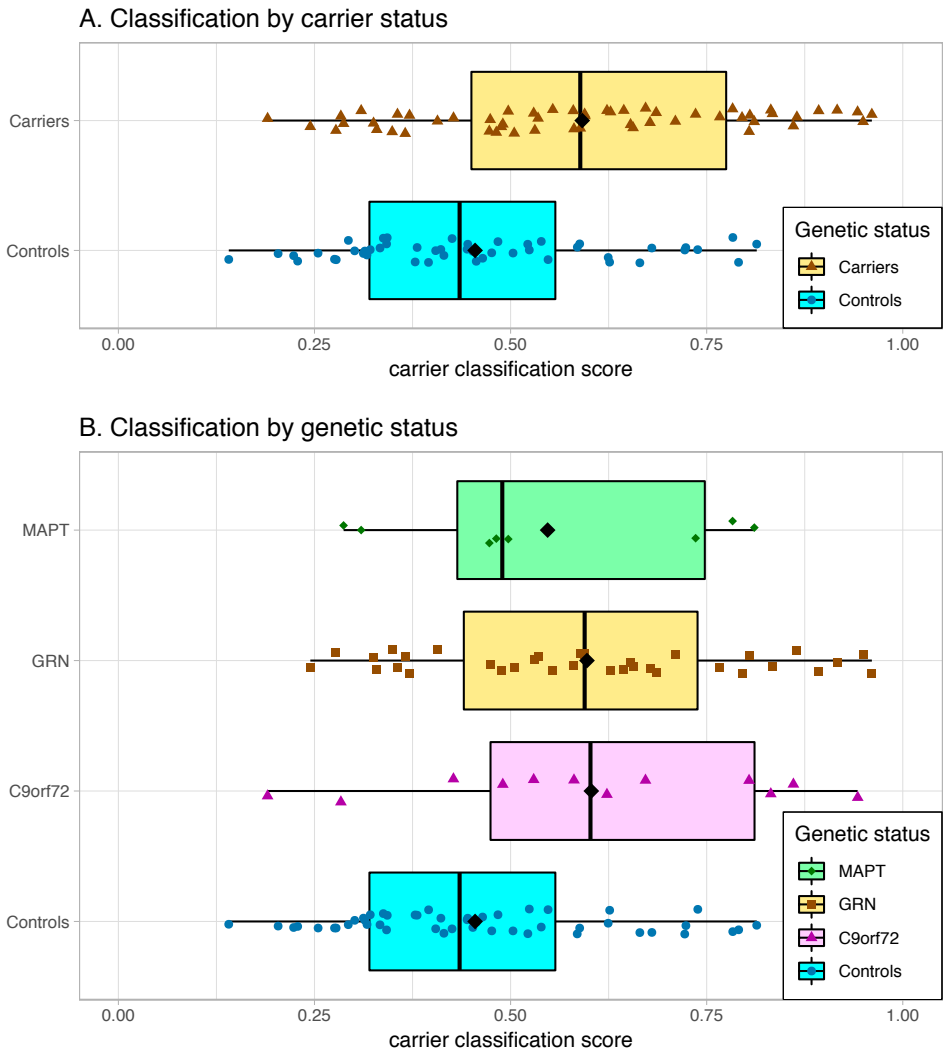 A. Classification by carrier status
Carriers
Controls
Genetic status
Carriers
Controls
0.00 0.25 0.50 0.75 1.00
carrier classification score
B. Classification by genetic status
MAPT
GRN
C9orf72
Controls
Genetic status
MAPT
GRN
C9orf72
Controls
0.00 0.25 0.50 0.75 1.00
carrier classification score